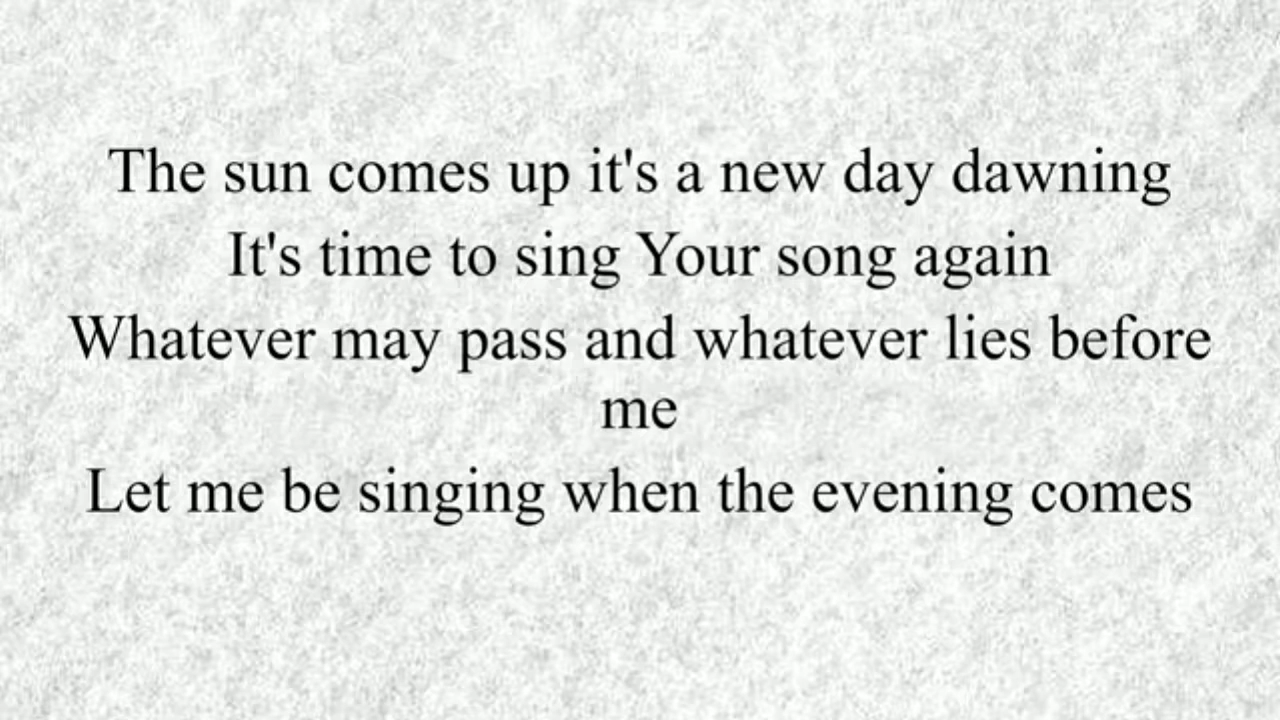 The sun comes up it's a new day dawning
It's time to sing Your song again
Whatever may pass and whatever lies before
me
Let me be singing when the evening comes